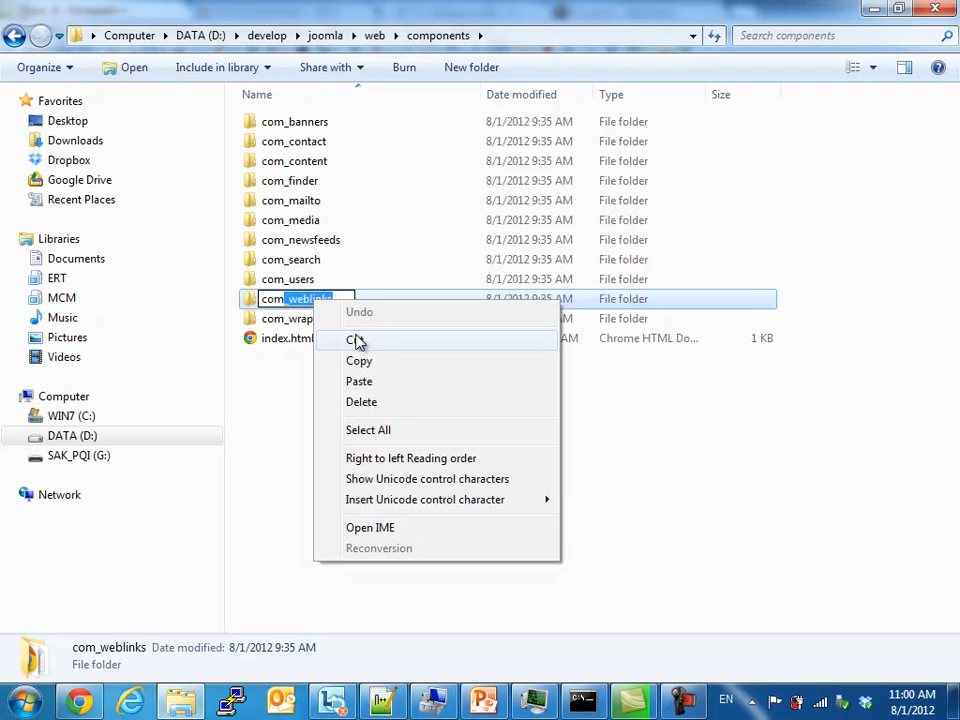 Computer
DATA (D:)
develop
joomla
web
components
Search components
Organize
Open
Include in library
Share with
Burn
New folder
Name
Date modified
Type
Size
Favorites
Desktop
Downloads
Dropbox
Google Drive
Recent Places
Libraries
Documents
ERT
MCM
Music
Pictures
Videos
Computer
WIN7 (C:)
DATA (D:)
SAK_PQI (G:)
Network
com_banners 8/1/2012 9:35 AM File folder
com_contact 8/1/2012 9:35 AM File folder
com_content 8/1/2012 9:35 AM File folder
com_finder 8/1/2012 9:35 AM File folder
com_mailto 8/1/2012 9:35 AM File folder
com_media 8/1/2012 9:35 AM File folder
com_newsfeeds 8/1/2012 9:35 AM File folder
com_search 8/1/2012 9:35 AM File folder
com_users 8/1/2012 9:35 AM File folder
com_weblinks 8/1/2012 9:35 AM File folder
com_wrap File folder
index.html AM Chrome HTML Do... 1 KB
Undo
Copy
Paste
Delete
Select All
Right to left Reading order
Show Unicode control characters
Insert Unicode control character
Open IME
Reconversion
com_weblinks Date modified: 8/1/2012 9:35 AM
File folder
EN
11:00 AM
8/1/2012